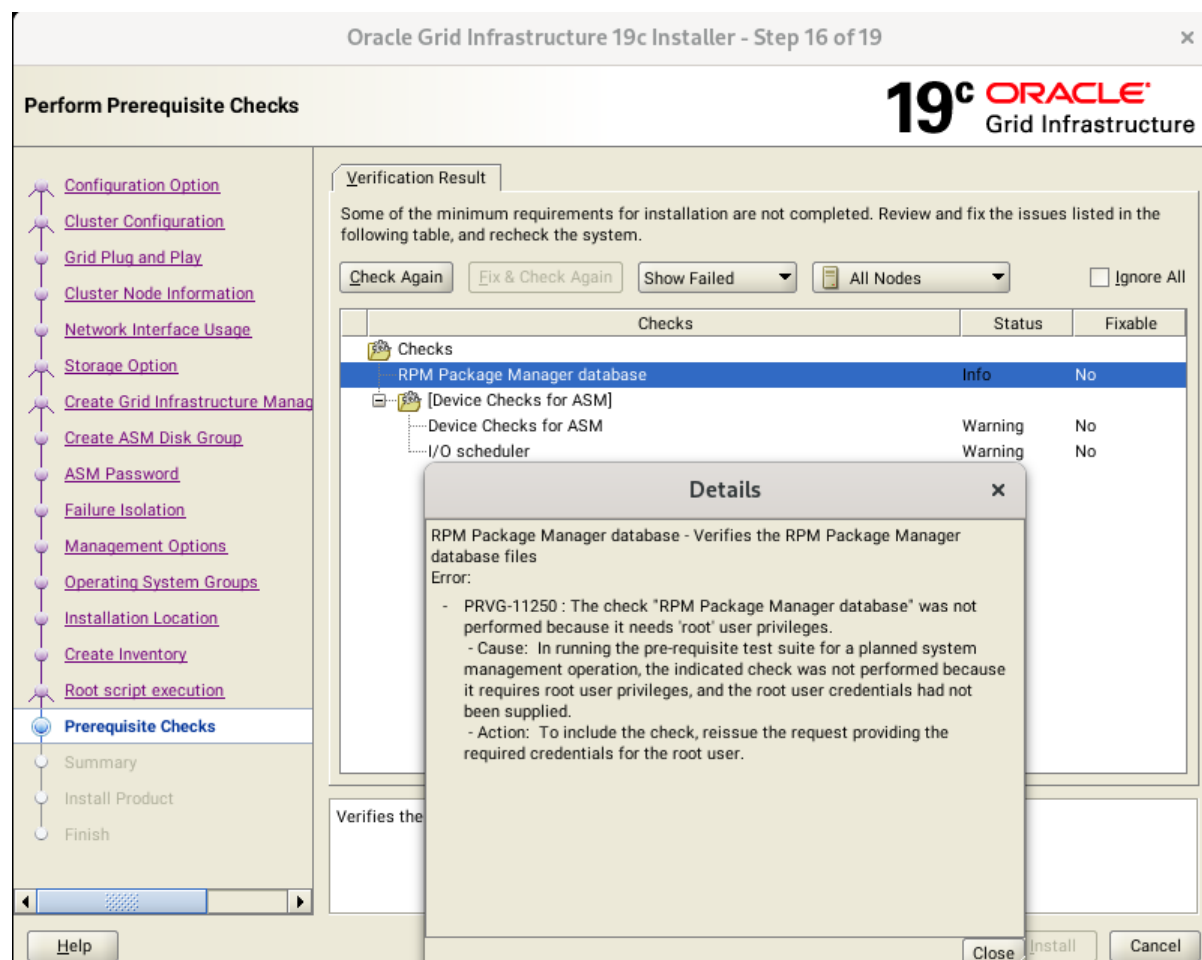 Oracle Grid Infrastructure 19c Installer - Step 16 of 19
Perform Prerequisite Checks
19c ORACLE
Grid Infrastructure
Configuration Option
Cluster Configuration
Grid Plug and Play
Cluster Node Information
Network Interface Usage
Storage Option
Create Grid Infrastructure Manag
Create ASM Disk Group
ASM Password
Failure Isolation
Management Options
Operating System Groups
Installation Location
Create Inventory
Root script execution
Prerequisite Checks
Summary
Install Product
Finish
Verification Result
Some of the minimum requirements for installation are not completed. Review and fix the issues listed in the
following table, and recheck the system.
Check Again Fix & Check Again Show Failed All Nodes Ignore All
Checks Status Fixable
Checks
RPM Package Manager database Info No
[Device Checks for ASM]
Device Checks for ASM Warning No
I/O scheduler Warning No
Details
RPM Package Manager database - Verifies the RPM Package Manager
database files
Error:
- PRVG-11250 : The check "RPM Package Manager database" was not
performed because it needs 'root' user privileges.
- Cause: In running the pre-requisite test suite for a planned system
management operation, the indicated check was not performed because
it requires root user privileges, and the root user credentials had not
been supplied.
- Action: To include the check, reissue the request providing the
required credentials for the root user.
Close
Verifies the
Help Install Cancel